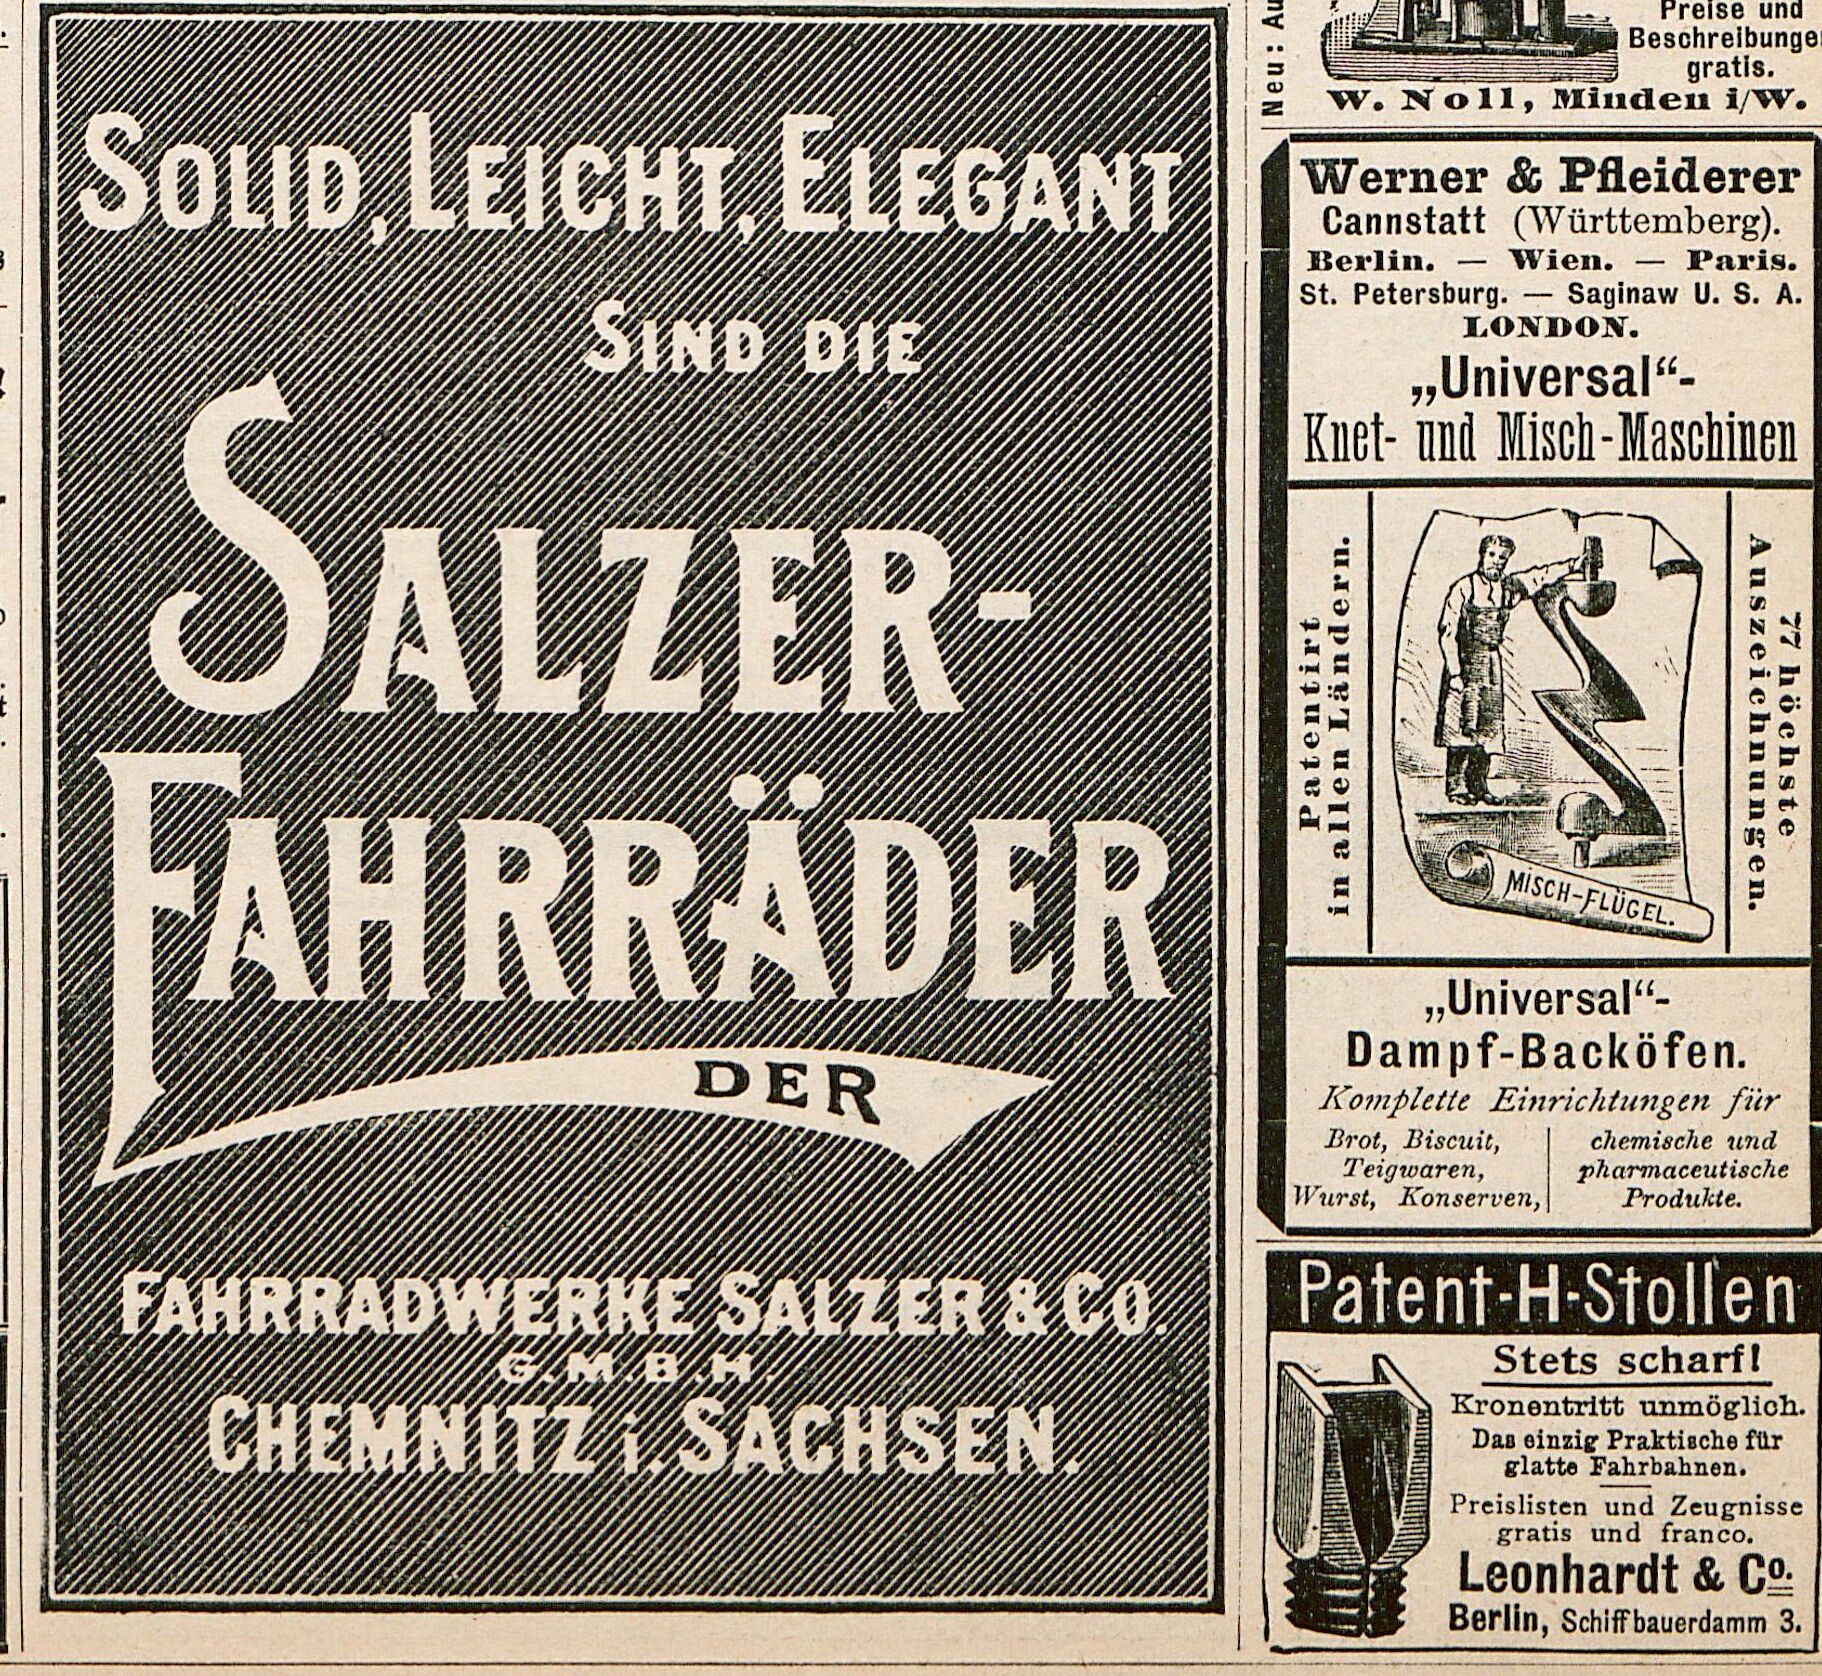 SOLID, LEICHT, ELEGANT
SIND DIE
SALZER-
FAHRRÄDER
DER
FAHRRADWERKE SALZER & CO.
G.M.B.H.
CHEMNITZ i. SACHSEN.
Neu: Au
Preise und
Beschreibunge
gratis.
W. Noll, Minden i/W.
Werner & Pfleiderer
Cannstatt (Württemberg).
Berlin. — Wien. — Paris.
St. Petersburg. — Saginaw U. S. A.
LONDON.
„Universal“-
Knet- und Misch-Maschinen
Patentirt
in allen Ländern.
MISCH-FLÜGEL.
77 höchste
Auszeichnungen.
„Universal“-
Dampf-Backöfen.
Komplette Einrichtungen für
Brot, Biscuit,
Teigwaren,
Wurst, Konserven,
chemische und
pharmaceutische
Produkte.
Patent-H-Stollen
Stets scharf!
Kronentritt unmöglich.
Das einzig Praktische für
glatte Fahrbahnen.
Preislisten und Zeugnisse
gratis und franco.
Leonhardt & Co.
Berlin, Schiffbauerdamm 3.